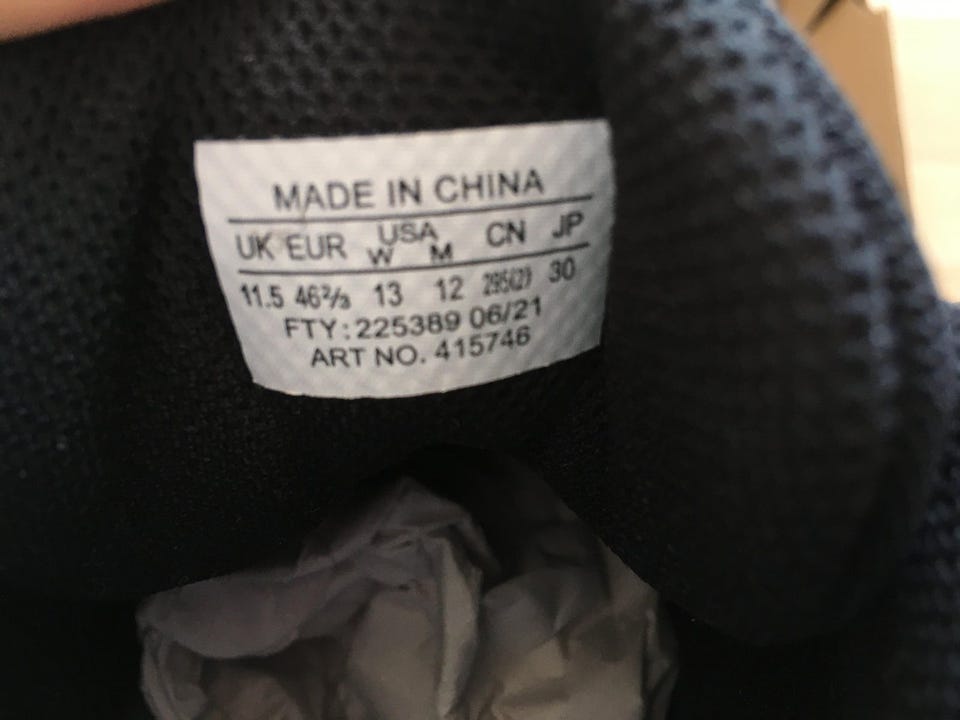 MADE IN CHINA
UK EUR USA W M CN JP
11.5 46⅔ 13 12 295(2) 30
FTY: 225389 06/21
ART NO. 415746